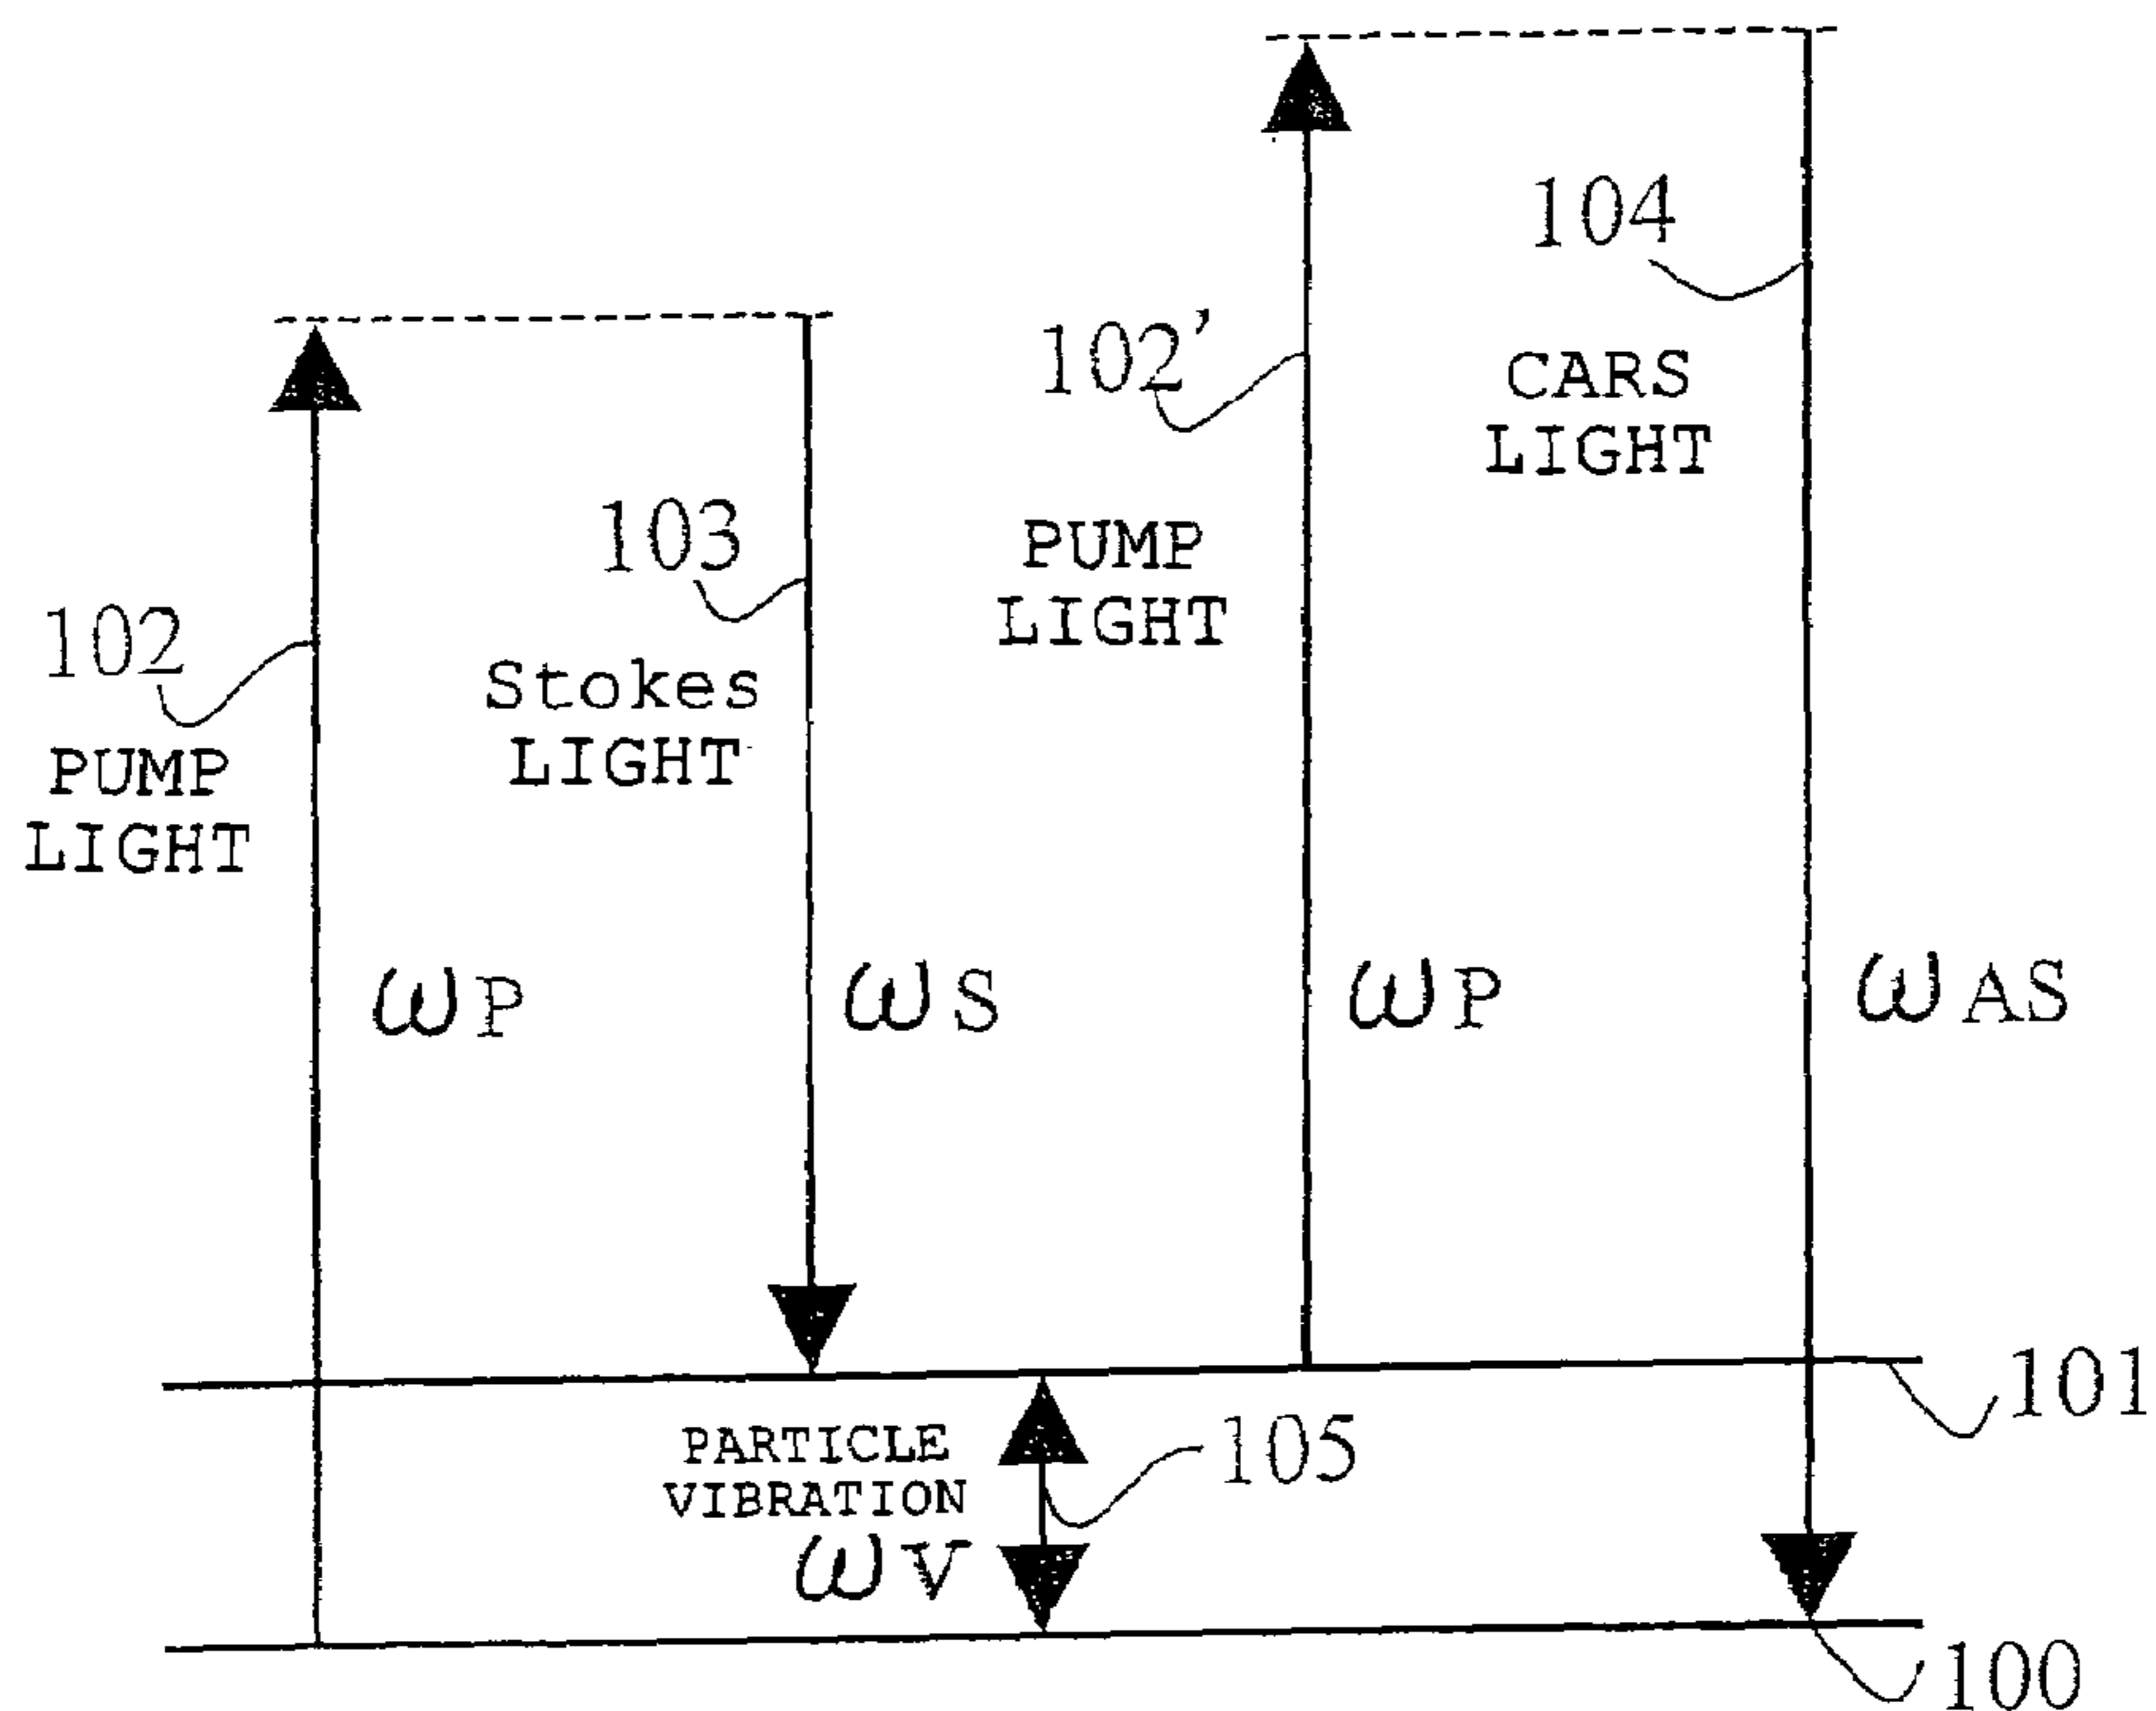 104
102’
CARS
LIGHT
103
PUMP
LIGHT
102
Stokes
LIGHT
PUMP
LIGHT
ωP
ωS
ωP
ωAS
101
PARTICLE
VIBRATION
ωV
105
100